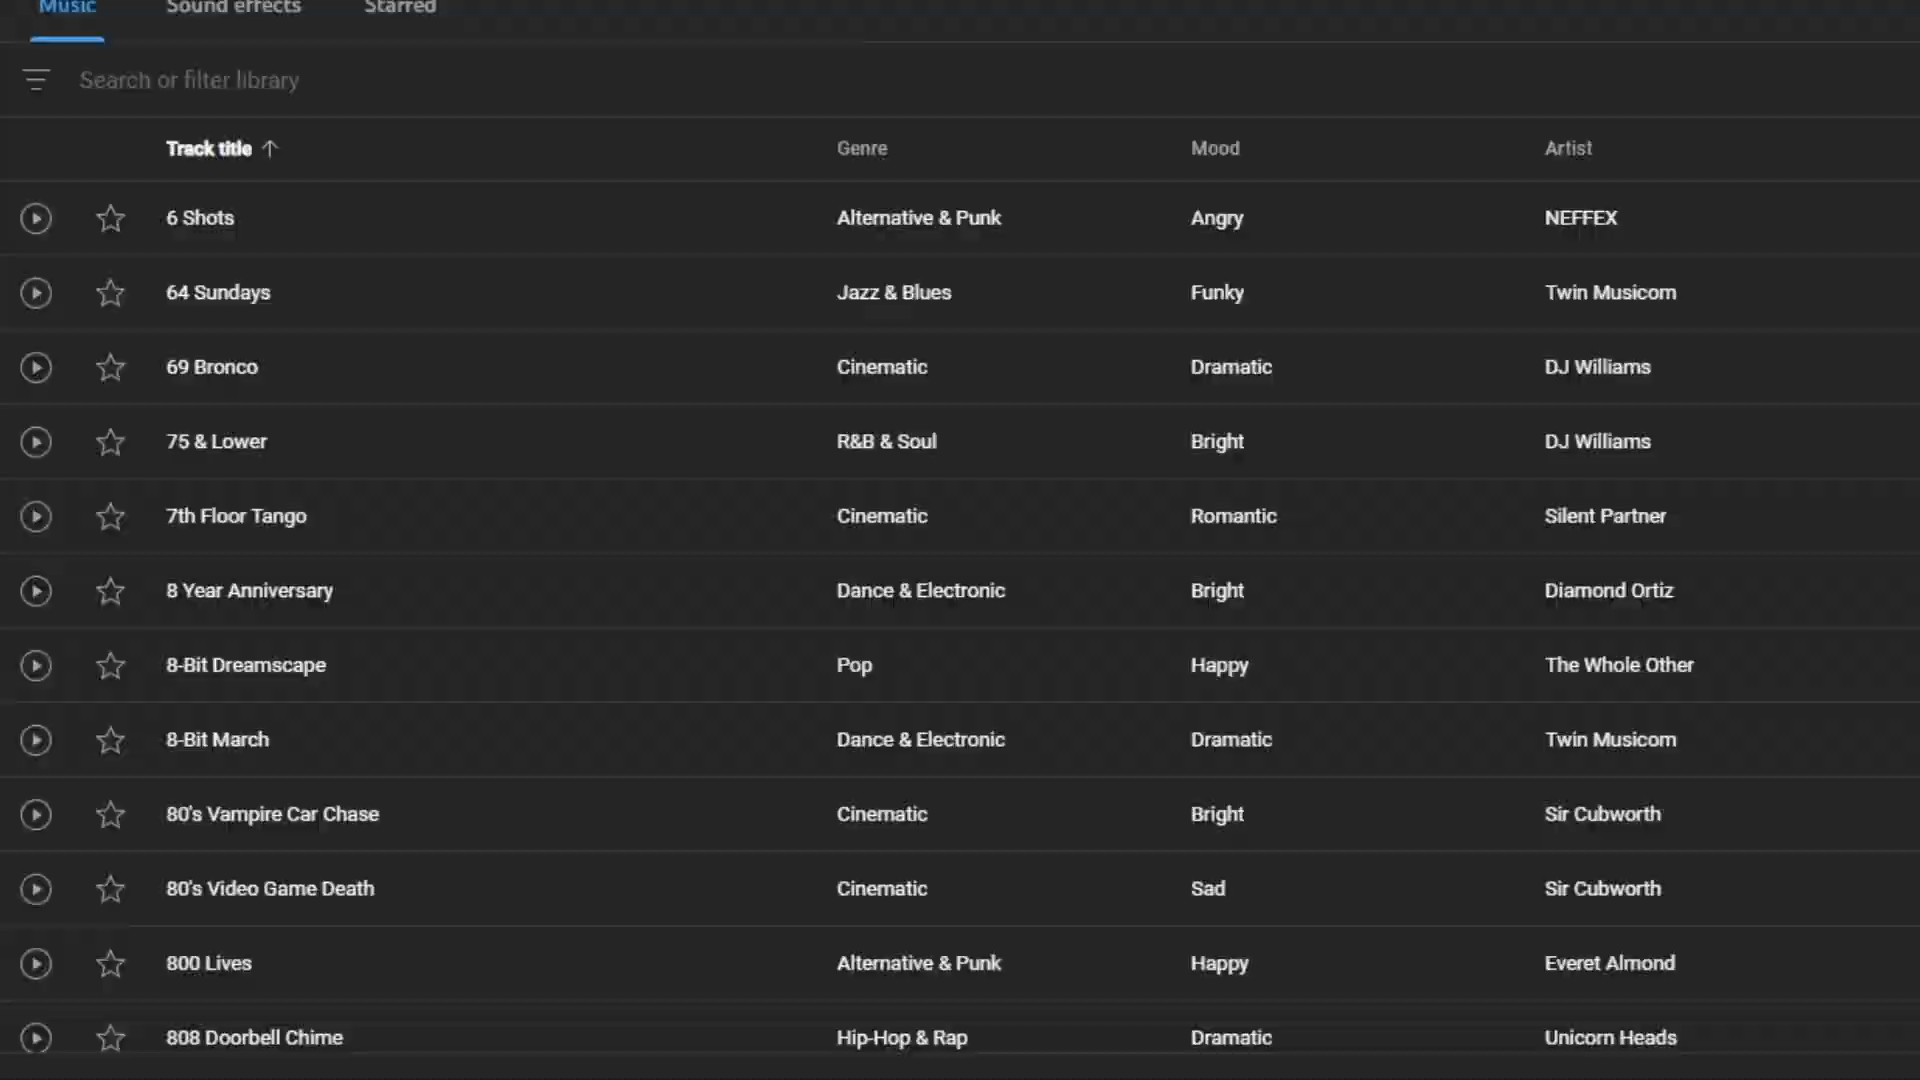 Music Sound effects Starred
Search or filter library
Track title Genre Mood Artist
6 Shots Alternative & Punk Angry NEFFEX
64 Sundays Jazz & Blues Funky Twin Musicom
69 Bronco Cinematic Dramatic DJ Williams
75 & Lower R&B & Soul Bright DJ Williams
7th Floor Tango Cinematic Romantic Silent Partner
8 Year Anniversary Dance & Electronic Bright Diamond Ortiz
8-Bit Dreamscape Pop Happy The Whole Other
8-Bit March Dance & Electronic Dramatic Twin Musicom
80's Vampire Car Chase Cinematic Bright Sir Cubworth
80's Video Game Death Cinematic Sad Sir Cubworth
800 Lives Alternative & Punk Happy Everet Almond
808 Doorbell Chime Hip-Hop & Rap Dramatic Unicorn Heads